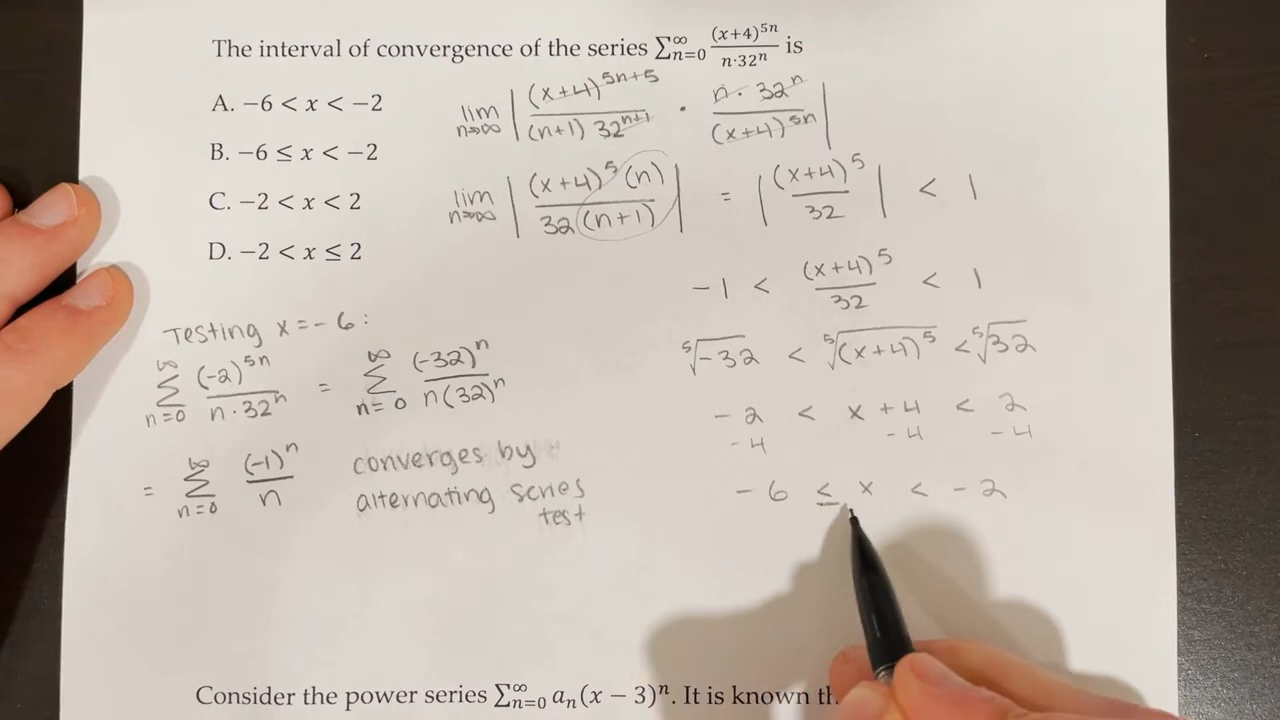 The interval of convergence of the series ∑_{n=0}^{∞} (x+4)^{5n} / (n·32^n) is
A. −6 < x < −2
B. −6 ≤ x < −2
C. −2 < x < 2
D. −2 < x ≤ 2
lim n→∞ | (x+4)^{5n+5} / ((n+1) 32^{n+1}) · (n · 32^n) / (x+4)^{5n} |
lim n→∞ | (x+4)^5 (n) / (32 (n+1)) | = | (x+4)^5 / 32 | < 1
−1 < (x+4)^5 / 32 < 1
⁵√−32 < ⁵√(x+4)^5 < ⁵√32
−2 < x+4 < 2
−4 −4 −4
−6 ≤ x < −2
Testing x=−6:
∑_{n=0}^{∞} (−2)^{5n} / (n·32^n) = ∑_{n=0}^{∞} (−32)^n / (n(32)^n)
= ∑_{n=0}^{∞} (−1)^n / n
converges by
alternating series
test
Consider the power series ∑_{n=0}^{∞} a_n(x − 3)^n. It is known